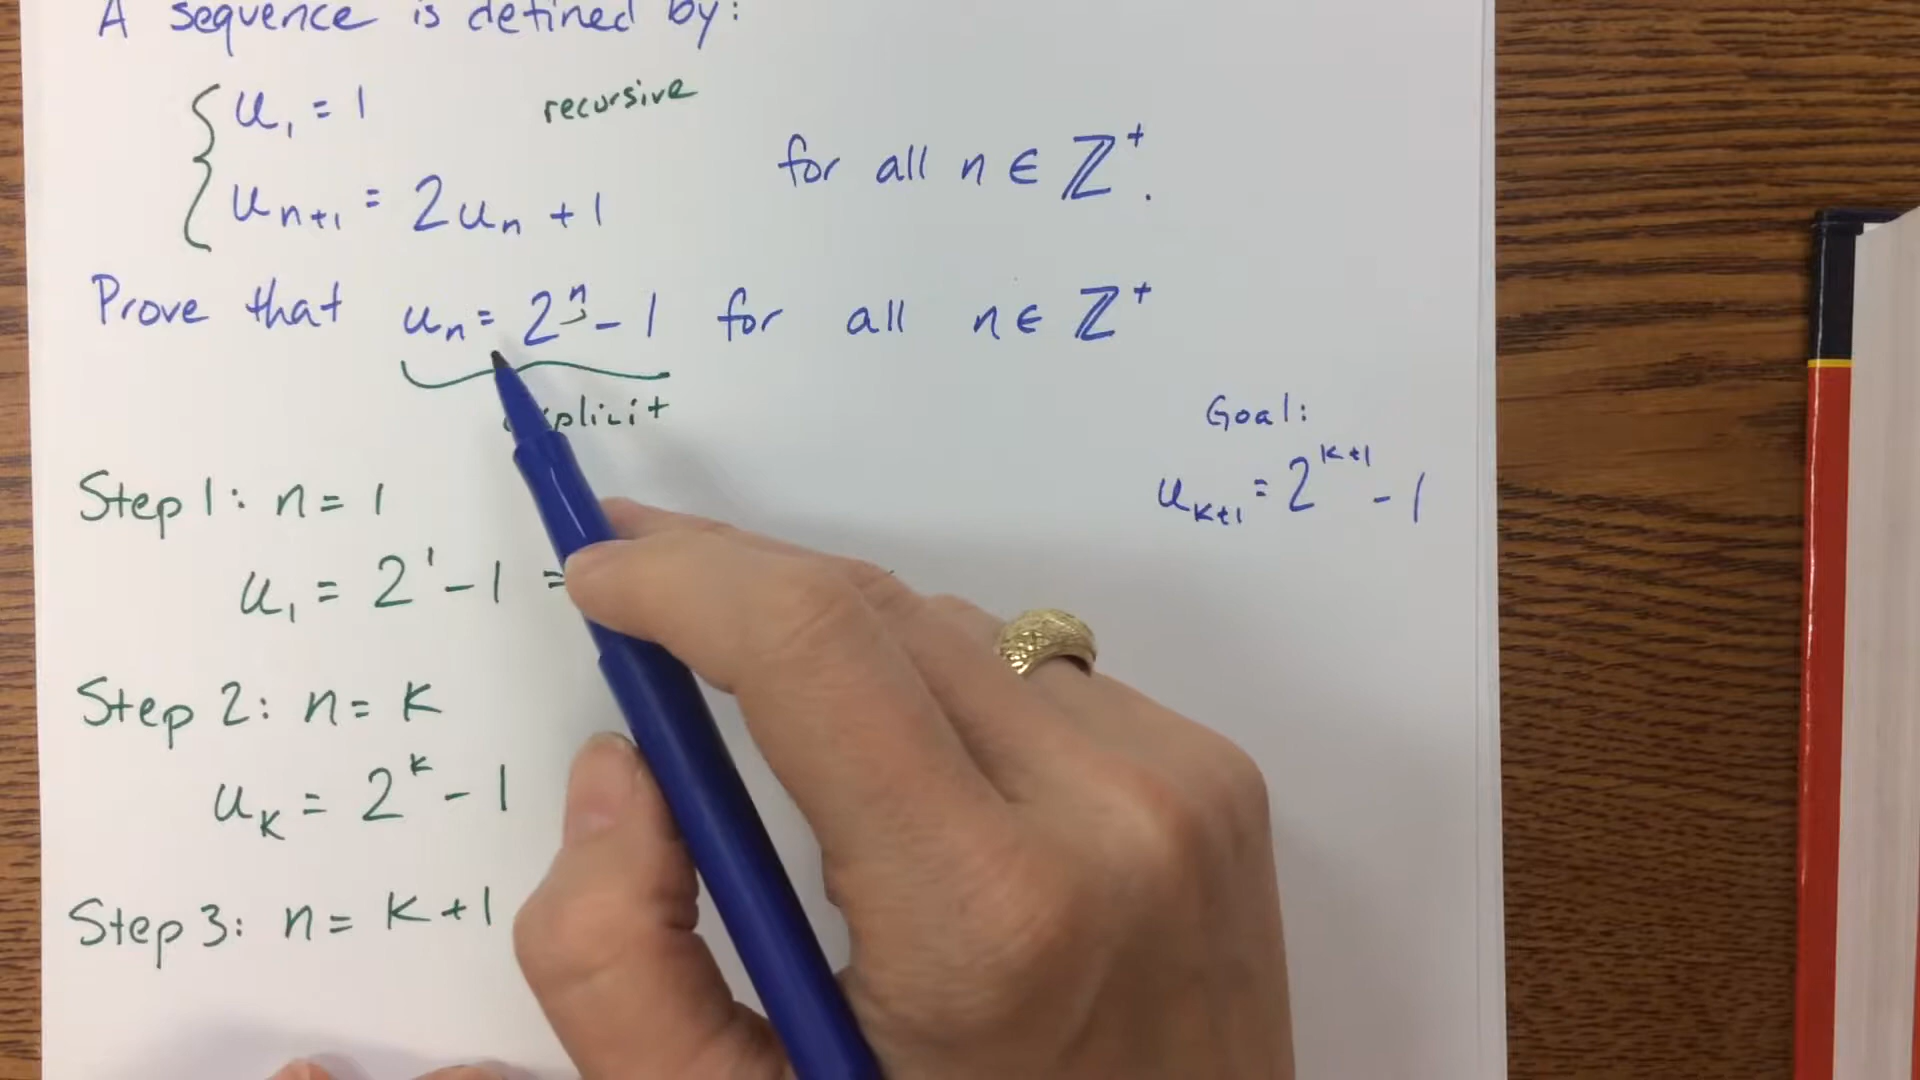 A sequence is defined by:
u₁ = 1 recursive
uₙ₊₁ = 2uₙ + 1 for all n ∈ ℤ⁺.
Prove that uₙ = 2ⁿ - 1 for all n ∈ ℤ⁺
Goal:
uₖ₊₁ = 2ᵏ⁺¹ - 1
Step 1: n = 1
u₁ = 2¹ - 1 =
Step 2: n = k
uₖ = 2ᵏ - 1
Step 3: n = k + 1